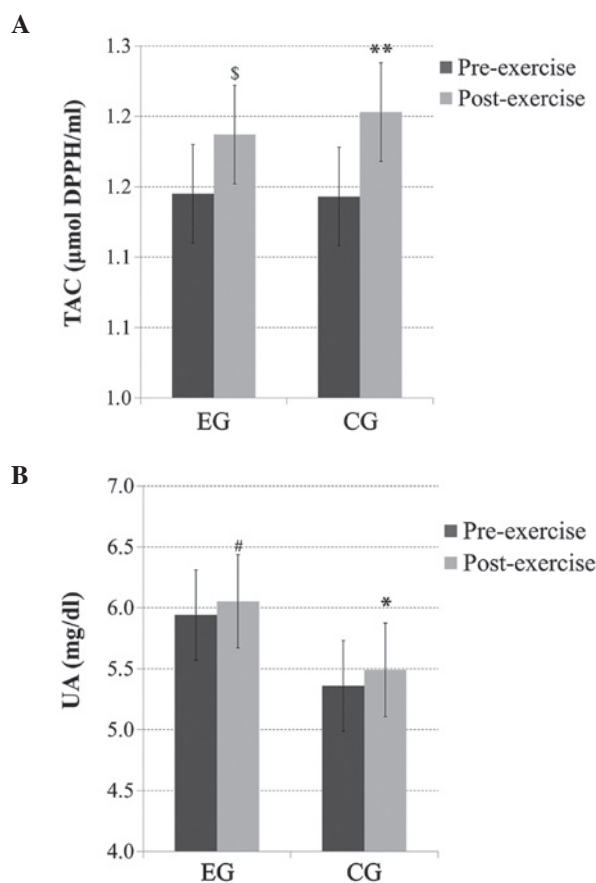 A
1.3
**
Pre-exercise
$
Post-exercise
1.2
1.2
1.1
1.1
1.0
TAC (μmol DPPH/ml)
EG
CG
B
7.0
Pre-exercise
6.5
#
Post-exercise
*
6.0
5.5
5.0
4.5
4.0
UA (mg/dl)
EG
CG